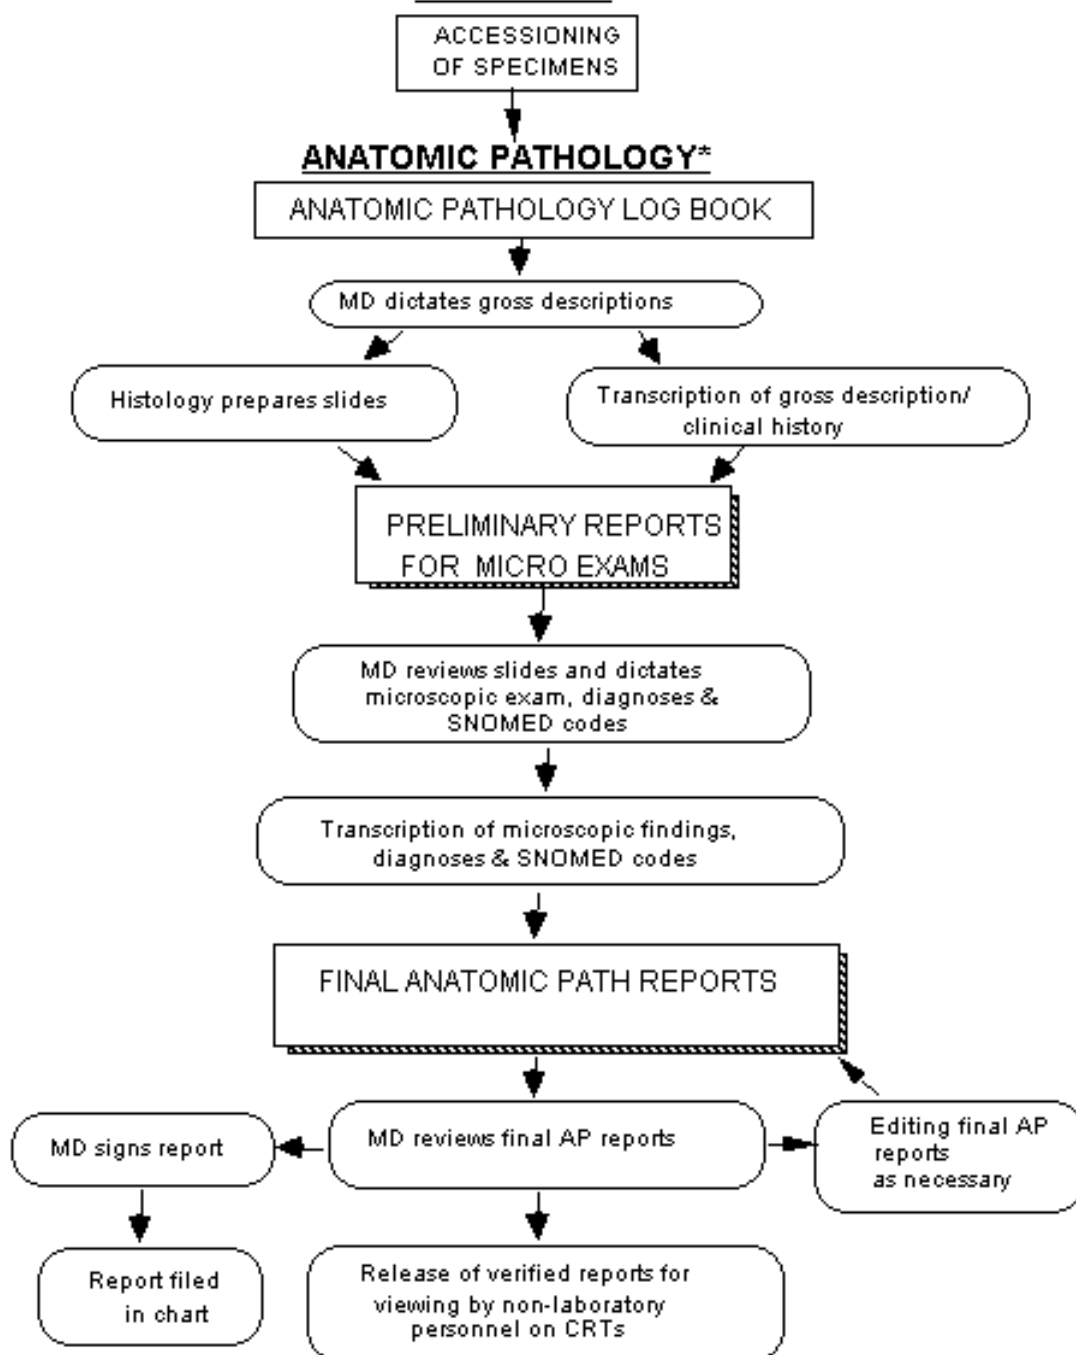 ACCESSIONING
OF SPECIMENS
ANATOMIC PATHOLOGY*
ANATOMIC PATHOLOGY LOG BOOK
MD dictates gross descriptions
Histology prepares slides
Transcription of gross description/
clinical history
PRELIMINARY REPORTS
FOR MICRO EXAMS
MD reviews slides and dictates
microscopic exam, diagnoses &
SNOMED codes
Transcription of microscopic findings,
diagnoses & SNOMED codes
FINAL ANATOMIC PATH REPORTS
MD signs report
MD reviews final AP reports
Editing final AP
reports
as necessary
Report filed
in chart
Release of verified reports for
viewing by non-laboratory
personnel on CRTs